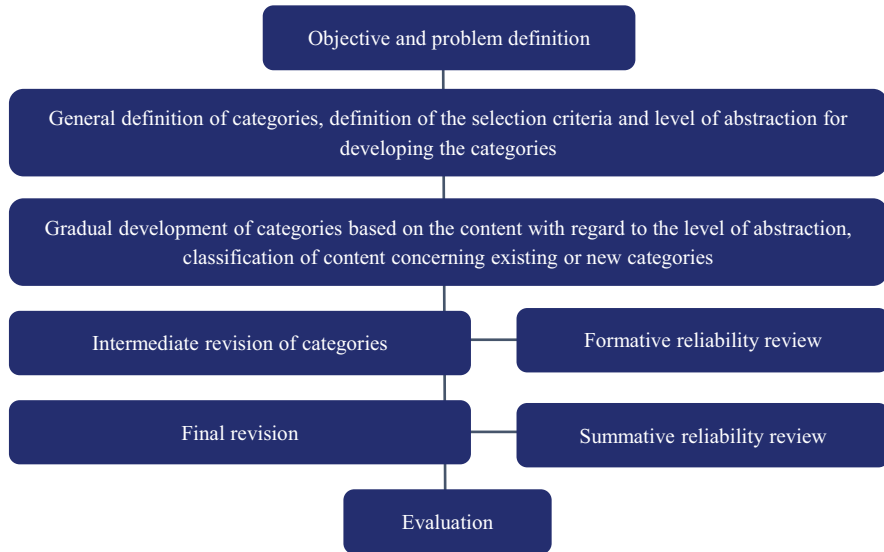 Objective and problem definition
General definition of categories, definition of the selection criteria and level of abstraction for
developing the categories
Gradual development of categories based on the content with regard to the level of abstraction,
classification of content concerning existing or new categories
Intermediate revision of categories
Formative reliability review
Final revision
Summative reliability review
Evaluation